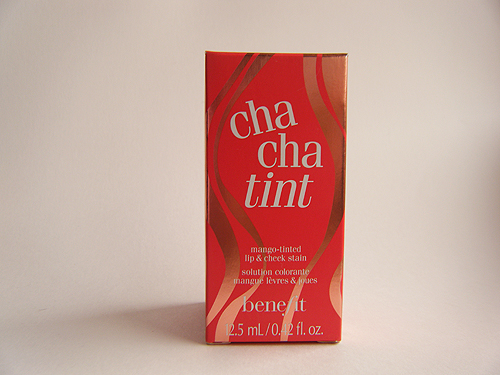 cha
cha
tint
mango-tinted
lip & cheek stain
solution colorante
mangue lèvres & joues
benefit
12.5 mL/0.42 fl. oz.